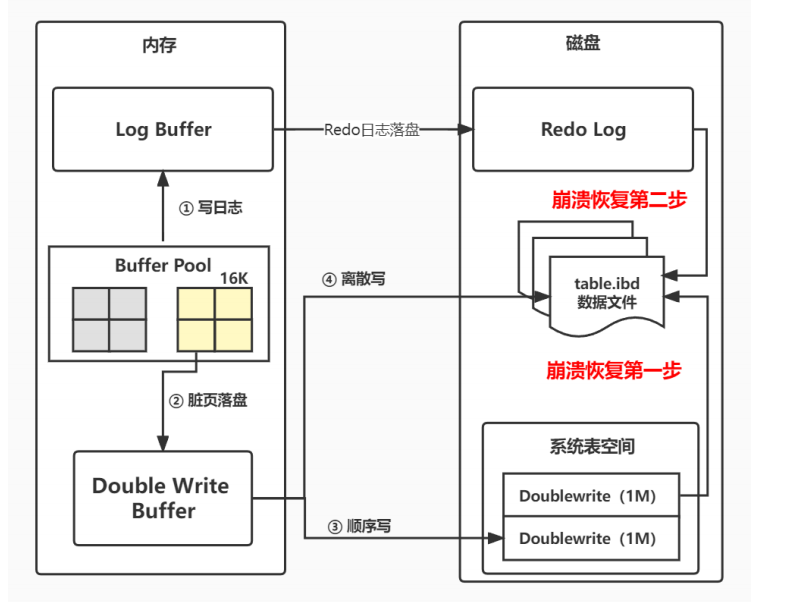 内存
磁盘
Log Buffer
Redo日志落盘
Redo Log
① 写日志
崩溃恢复第二步
Buffer Pool
16K
④ 离散写
table.ibd
数据文件
崩溃恢复第一步
② 脏页落盘
系统表空间
Double Write
Buffer
Doublewrite（1M）
③ 顺序写
Doublewrite（1M）